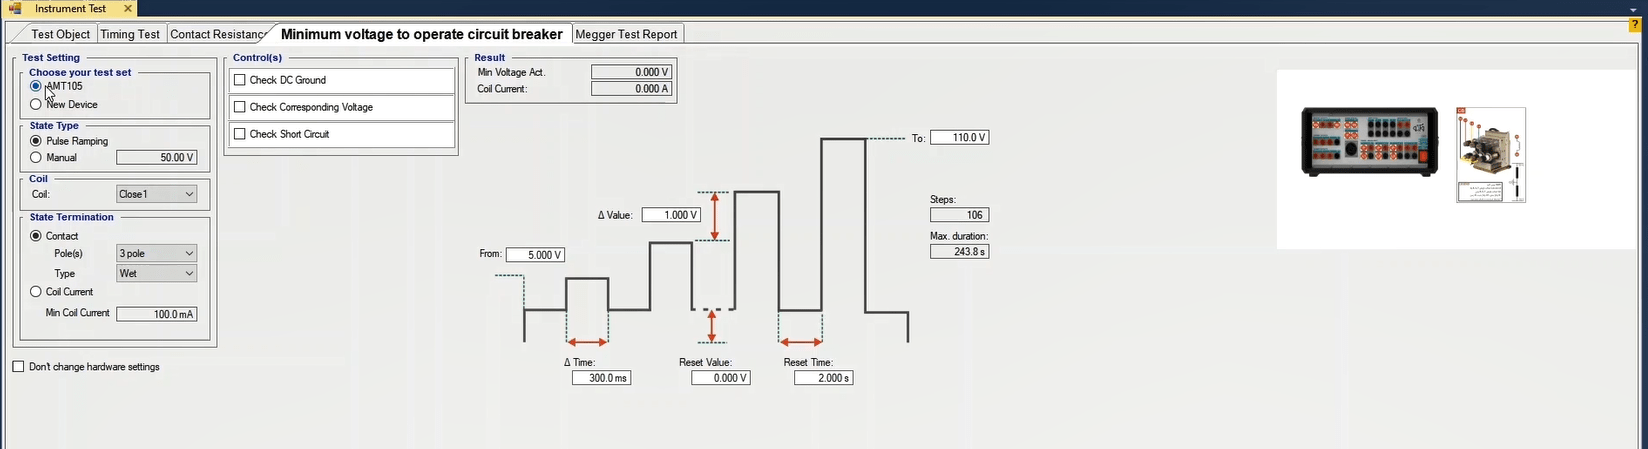 Instrument Test
Test Object
Timing Test
Contact Resistance
Minimum voltage to operate circuit breaker
Megger Test Report
?
Test Setting
Choose your test set
AMT105
New Device
State Type
Pulse Ramping
Manual
50.00 V
Coil
Coil:
Close1
State Termination
Contact
Pole(s)
3 pole
Type
Wet
Coil Current
Min Coil Current
100.0 mA
Don't change hardware settings
Control(s)
Check DC Ground
Check Corresponding Voltage
Check Short Circuit
Result
Min Voltage Act.
0.000 V
Coil Current:
0.000 A
To:
110.0 V
Δ Value:
1.000 V
Steps:
106
Max. duration:
243.8 s
From:
5.000 V
Δ Time:
300.0 ms
Reset Value:
0.000 V
Reset Time:
2.000 s